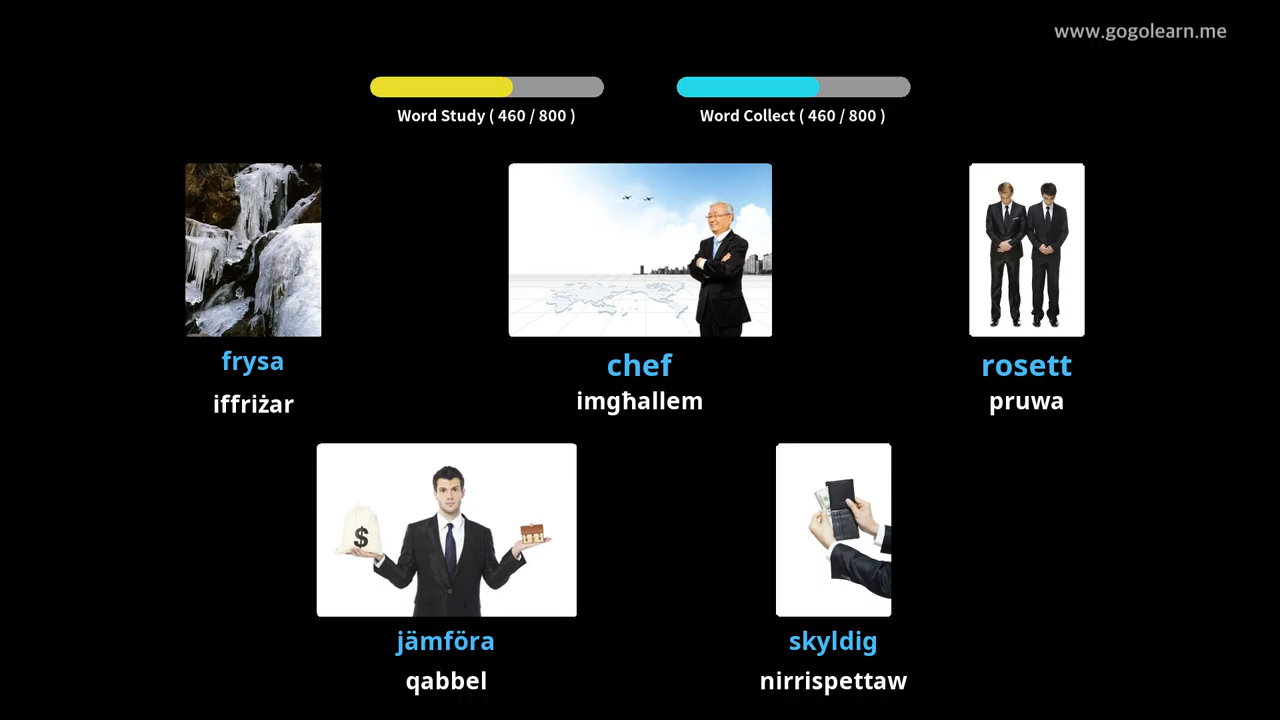 www.gogolearn.me
Word Study ( 460 / 800 )
Word Collect ( 460 / 800 )
frysa
iffriżar
chef
imgħallem
rosett
pruwa
$
jämföra
qabbel
skyldig
nirrispettaw